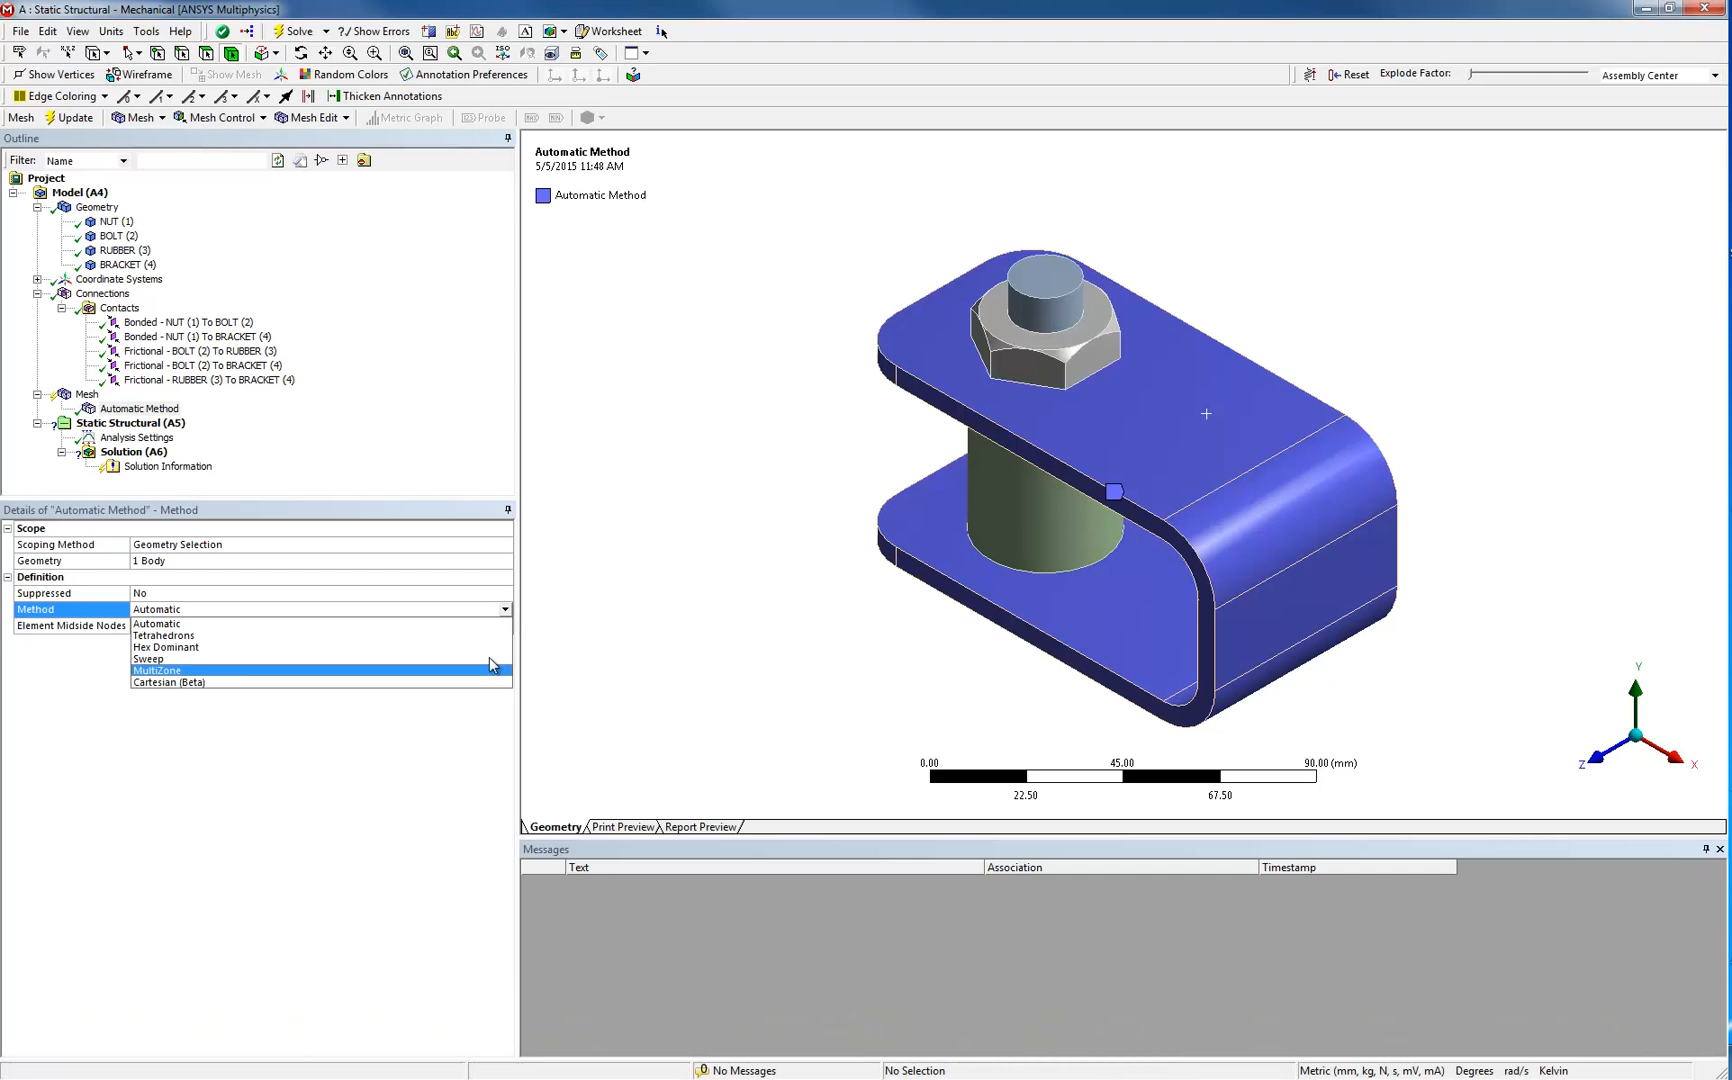 A : Static Structural - Mechanical [ANSYS Multiphysics]
File Edit View Units Tools Help Solve ?/ Show Errors A Worksheet i
Show Vertices Wireframe Show Mesh Random Colors Annotation Preferences Reset Explode Factor: Assembly Center
Edge Coloring Thicken Annotations
Mesh Update Mesh Mesh Control Mesh Edit Metric Graph Probe
Outline
Filter: Name
Project
Model (A4)
Geometry
NUT (1)
BOLT (2)
RUBBER (3)
BRACKET (4)
Coordinate Systems
Connections
Contacts
Bonded - NUT (1) To BOLT (2)
Bonded - NUT (1) To BRACKET (4)
Frictional - BOLT (2) To RUBBER (3)
Frictional - BOLT (2) To BRACKET (4)
Frictional - RUBBER (3) To BRACKET (4)
Mesh
Automatic Method
Static Structural (A5)
Analysis Settings
Solution (A6)
Solution Information
Details of "Automatic Method" - Method
Scope
Scoping Method Geometry Selection
Geometry 1 Body
Definition
Suppressed No
Method Automatic
Element Midside Nodes
Automatic
Tetrahedrons
Hex Dominant
Sweep
MultiZone
Cartesian (Beta)
Automatic Method
5/5/2015 11:48 AM
Automatic Method
Y
Z X
0.00 45.00 90.00 (mm)
22.50 67.50
Geometry Print Preview Report Preview
Messages
Text Association Timestamp
No Messages No Selection Metric (mm, kg, N, s, mV, mA) Degrees rad/s Kelvin